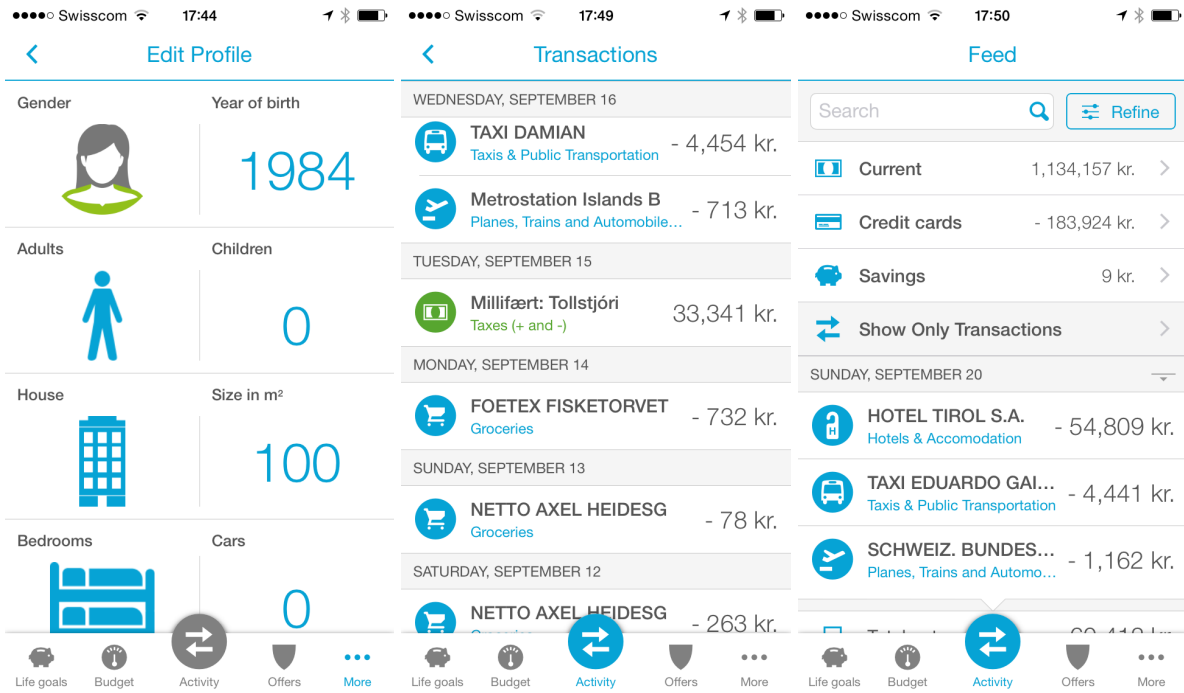 Swisscom 17:44
Edit Profile
Gender Year of birth
1984
Adults Children
0
House Size in m²
100
Bedrooms Cars
0
Life goals Budget Activity Offers More
Swisscom 17:49
Transactions
WEDNESDAY, SEPTEMBER 16
TAXI DAMIAN
Taxis & Public Transportation
- 4,454 kr.
Metrostation Islands B
Planes, Trains and Automobile...
- 713 kr.
TUESDAY, SEPTEMBER 15
Millifært: Tollstjóri
Taxes (+ and -)
33,341 kr.
MONDAY, SEPTEMBER 14
FOETEX FISKETORVET
Groceries
- 732 kr.
SUNDAY, SEPTEMBER 13
NETTO AXEL HEIDESG
Groceries
- 78 kr.
SATURDAY, SEPTEMBER 12
NETTO AXEL HEIDESG
- 263 kr.
Life goals Budget Activity Offers More
Swisscom 17:50
Feed
Search Refine
Current 1,134,157 kr.
Credit cards - 183,924 kr.
Savings 9 kr.
Show Only Transactions
SUNDAY, SEPTEMBER 20
HOTEL TIROL S.A.
Hotels & Accomodation
- 54,809 kr.
H
TAXI EDUARDO GAI...
Taxis & Public Transportation
- 4,441 kr.
SCHWEIZ. BUNDES...
Planes, Trains and Automo...
- 1,162 kr.
Life goals Budget Activity Offers More